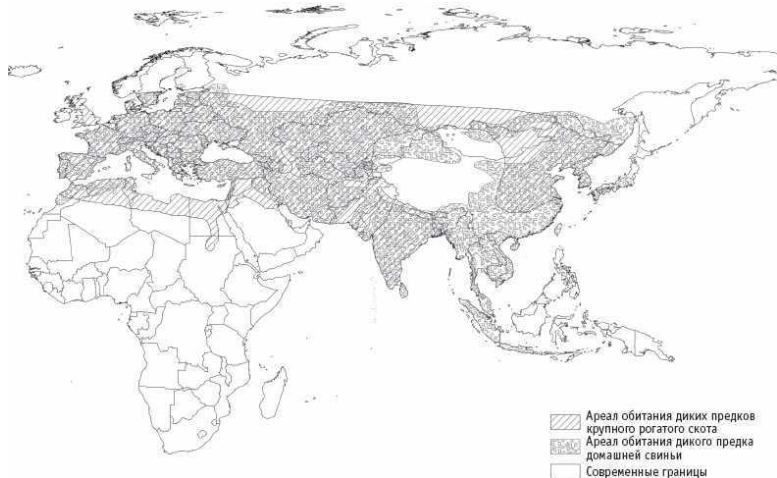 Ареал обитания диких предков
крупного рогатого скота
Ареал обитания дикого предка
домашней свиньи
Современные границы